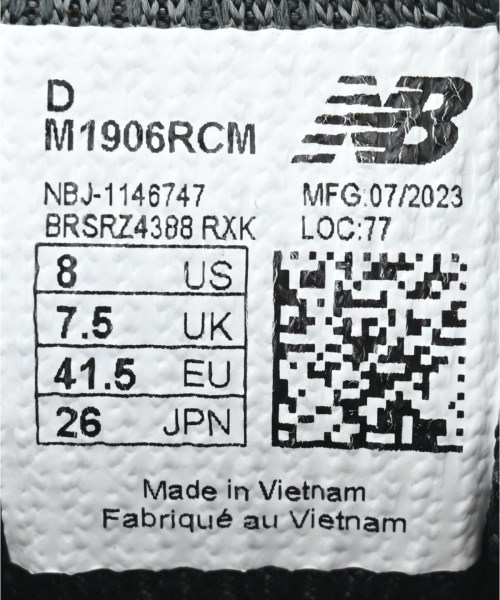 D
M1906RCM
NB
NBJ-1146747
MFG:07/2023
BRSRZ4388 RXK
LOC:77
8 US
7.5 UK
41.5 EU
26 JPN
Made in Vietnam
Fabriqué au Vietnam